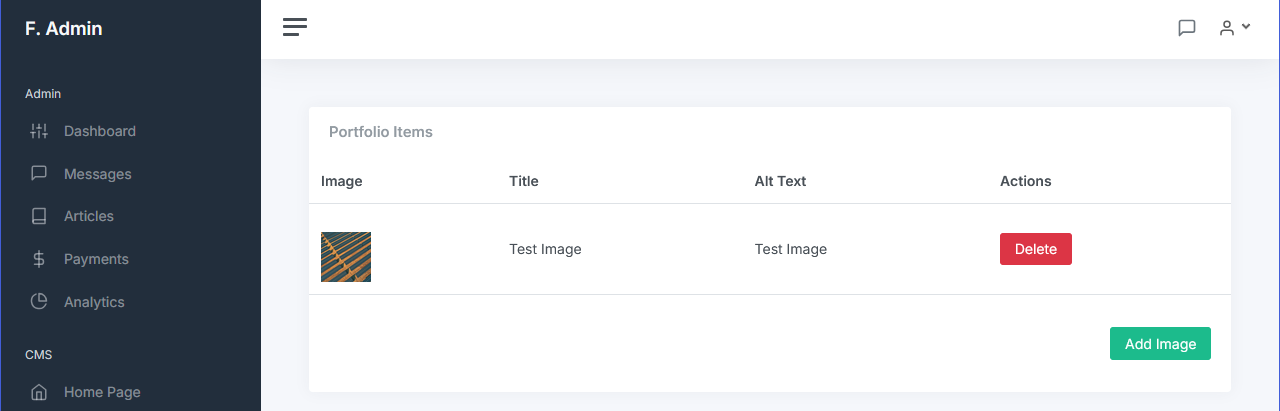 F. Admin
Admin
Dashboard
Messages
Articles
Payments
Analytics
CMS
Home Page
Portfolio Items
Image Title Alt Text Actions
Test Image Test Image Delete
Add Image